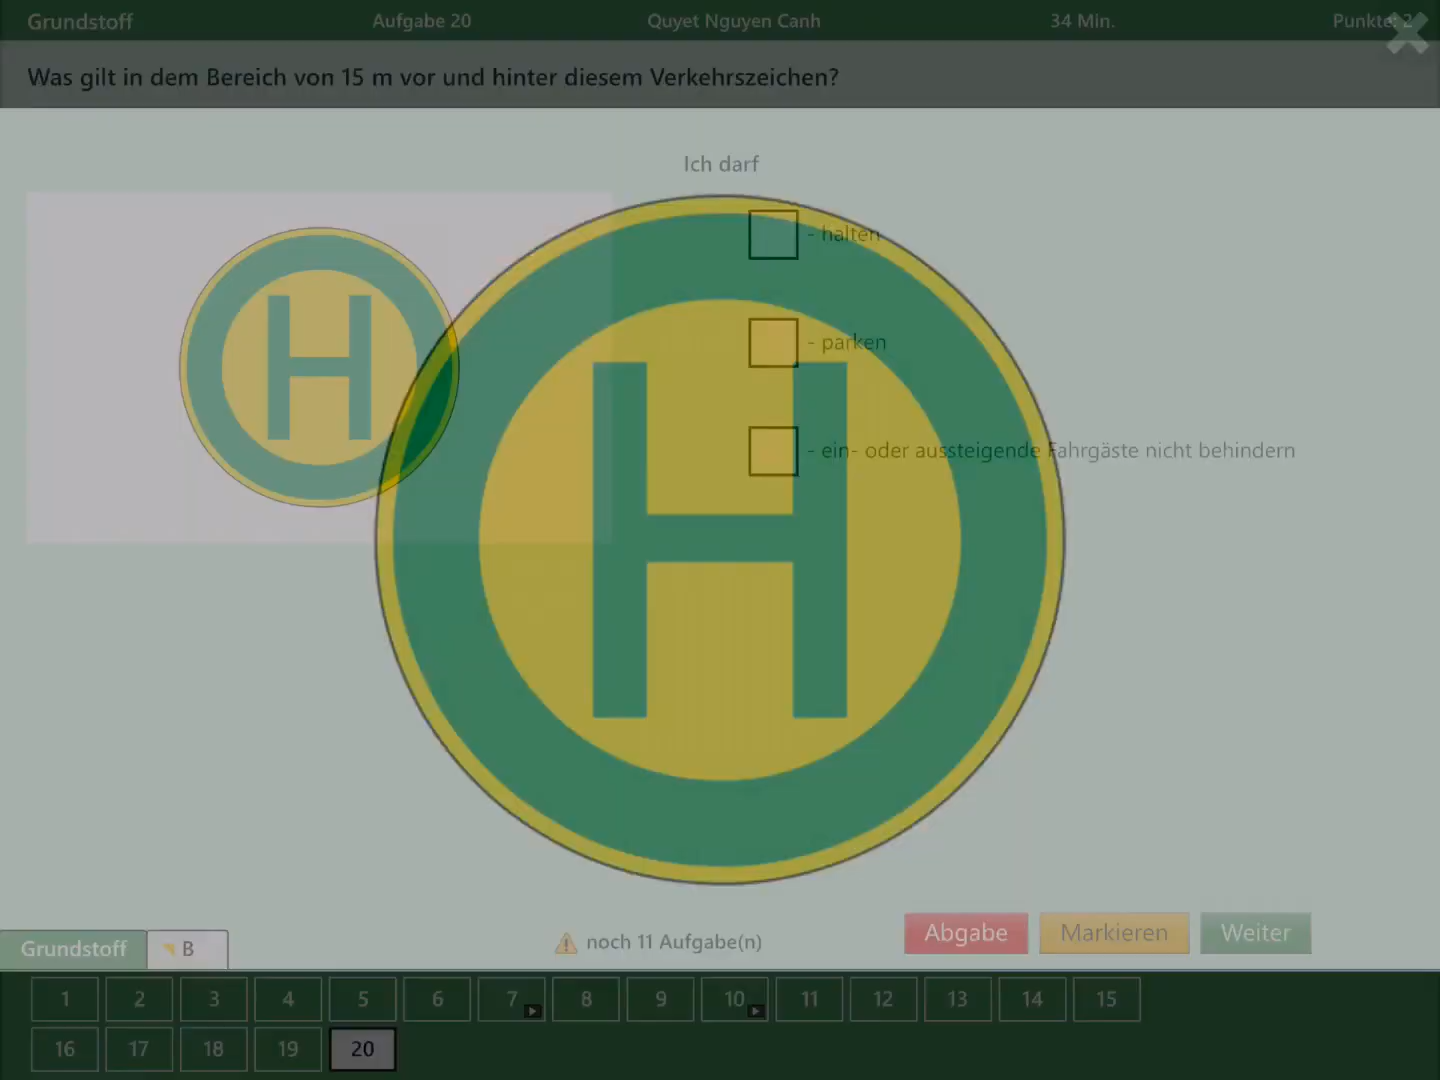 Grundstoff Aufgabe 20 Quyet Nguyen Canh 34 Min. Punkte: 2
Was gilt in dem Bereich von 15 m vor und hinter diesem Verkehrszeichen?
Ich darf
- halten
- parken
- ein- oder aussteigende Fahrgäste nicht behindern
H
H
Grundstoff B noch 11 Aufgabe(n) Abgabe Markieren Weiter
1 2 3 4 5 6 7 8 9 10 11 12 13 14 15
16 17 18 19 20